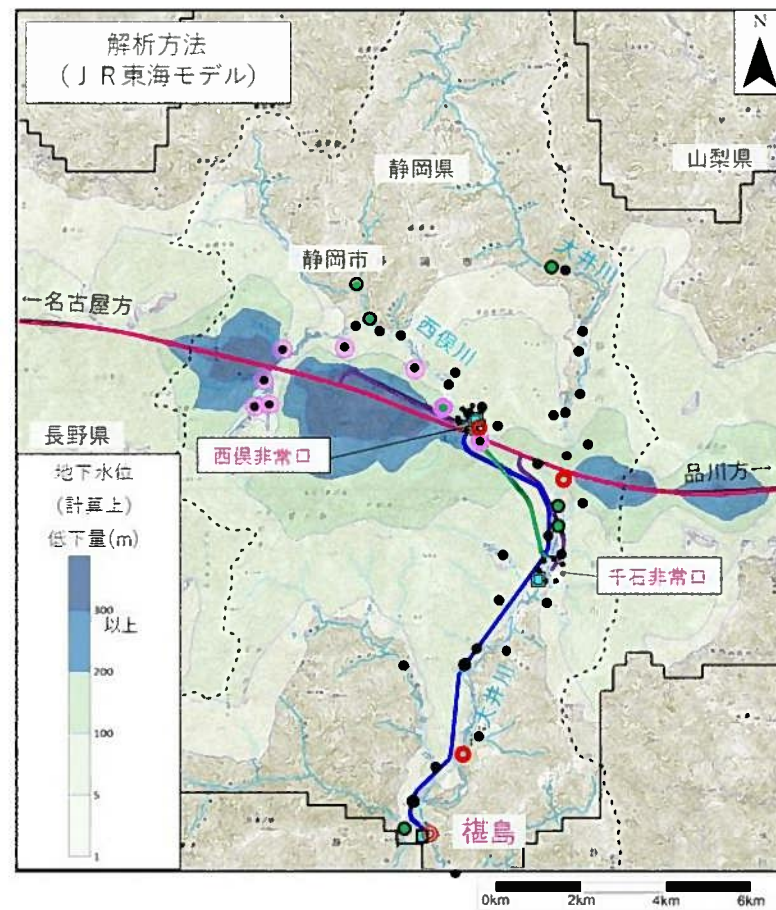 解析方法
(ＪＲ東海モデル)
N
静岡県
山梨県
静岡市
大井川
←名古屋方
西俣川
長野県
西俣非常口
品川方→
地下水位
(計算上)
低下量(m)
300
以上
200
100
5
1
千石非常口
大井川
椹島
0km
2km
4km
6km